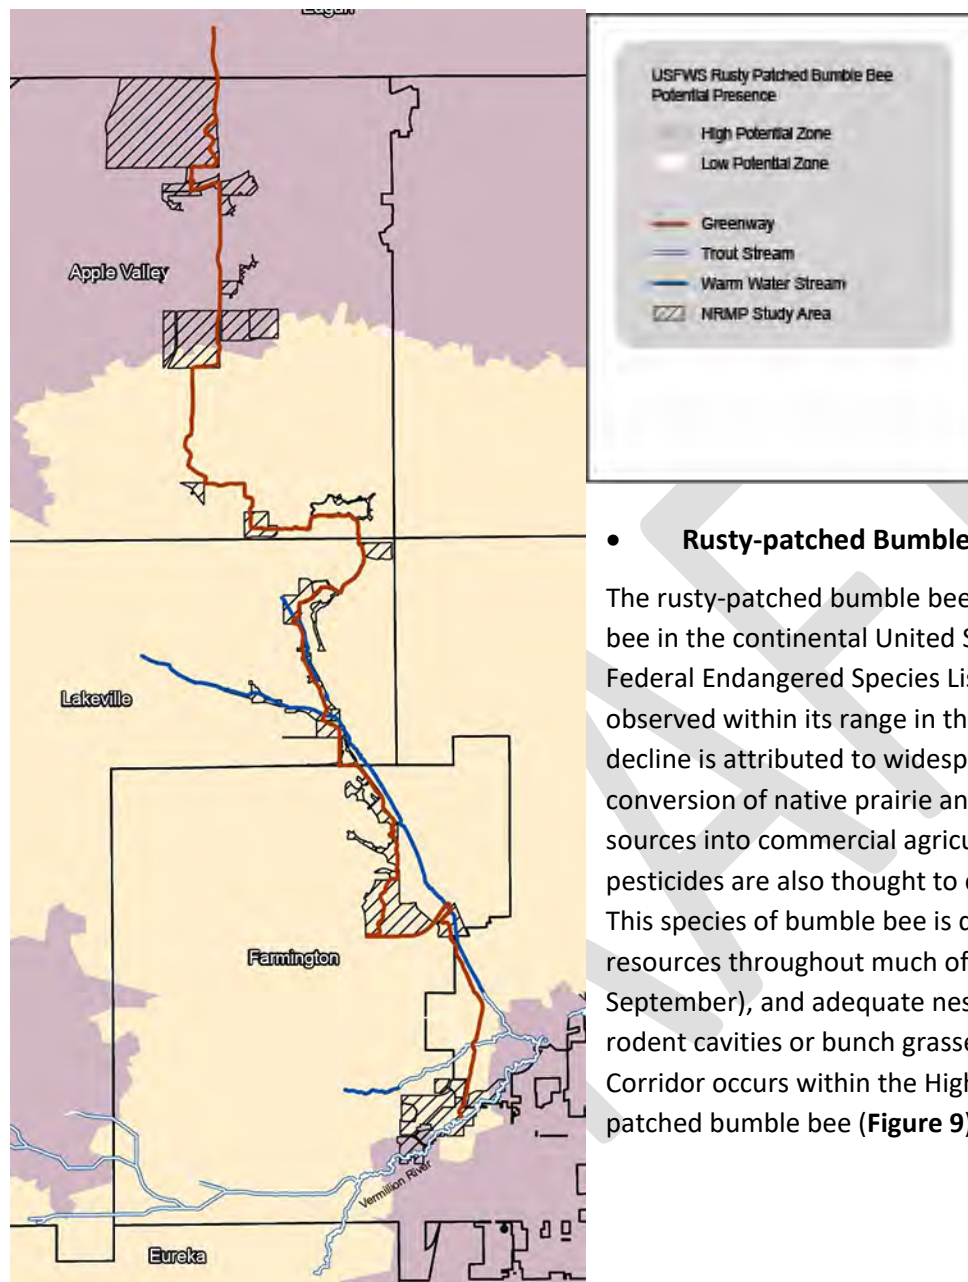 Eagan
Apple Valley
Lakeville
Farmington
Vermillion River
Eureka
USFWS Rusty Patched Bumble Bee
Potential Presence
High Potential Zone
Low Potential Zone
Greenway
Trout Stream
Warm Water Stream
NRMP Study Area
• Rusty-patched Bumble
The rusty-patched bumble bee
bee in the continental United S
Federal Endangered Species Lis
observed within its range in th
decline is attributed to widesp
conversion of native prairie an
sources into commercial agricu
pesticides are also thought to c
This species of bumble bee is d
resources throughout much of
September), and adequate nes
rodent cavities or bunch grasse
Corridor occurs within the High
patched bumble bee (Figure 9)